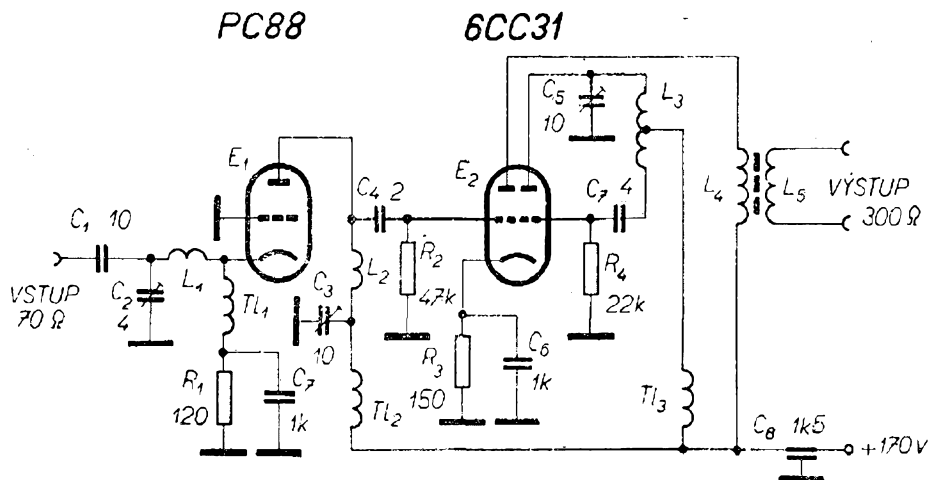 PC88 6CC31
E₁
C₁ 10
VSTUP
70 Ω
C₂
4
L₁
Tl₁
R₁
120
C₇
1k
C₃
10
L₂
Tl₂
C₄ 2
R₂
47k
E₂
R₃
150
C₆
1k
C₅
10
L₃
C₇ 4
R₄
22k
Tl₃
L₄
L₅
VÝSTUP
300 Ω
C₈ 1k5
+170V